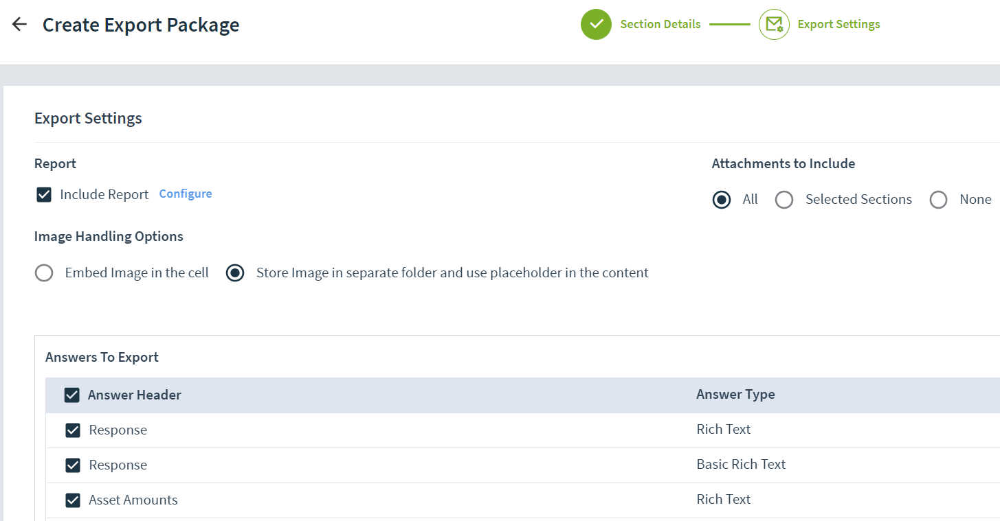 Create Export Package
Section Details
Export Settings
Export Settings
Report
Include Report Configure
Attachments to Include
All Selected Sections None
Image Handling Options
Embed Image in the cell Store Image in separate folder and use placeholder in the content
Answers To Export
Answer Header Answer Type
Response Rich Text
Response Basic Rich Text
Asset Amounts Rich Text